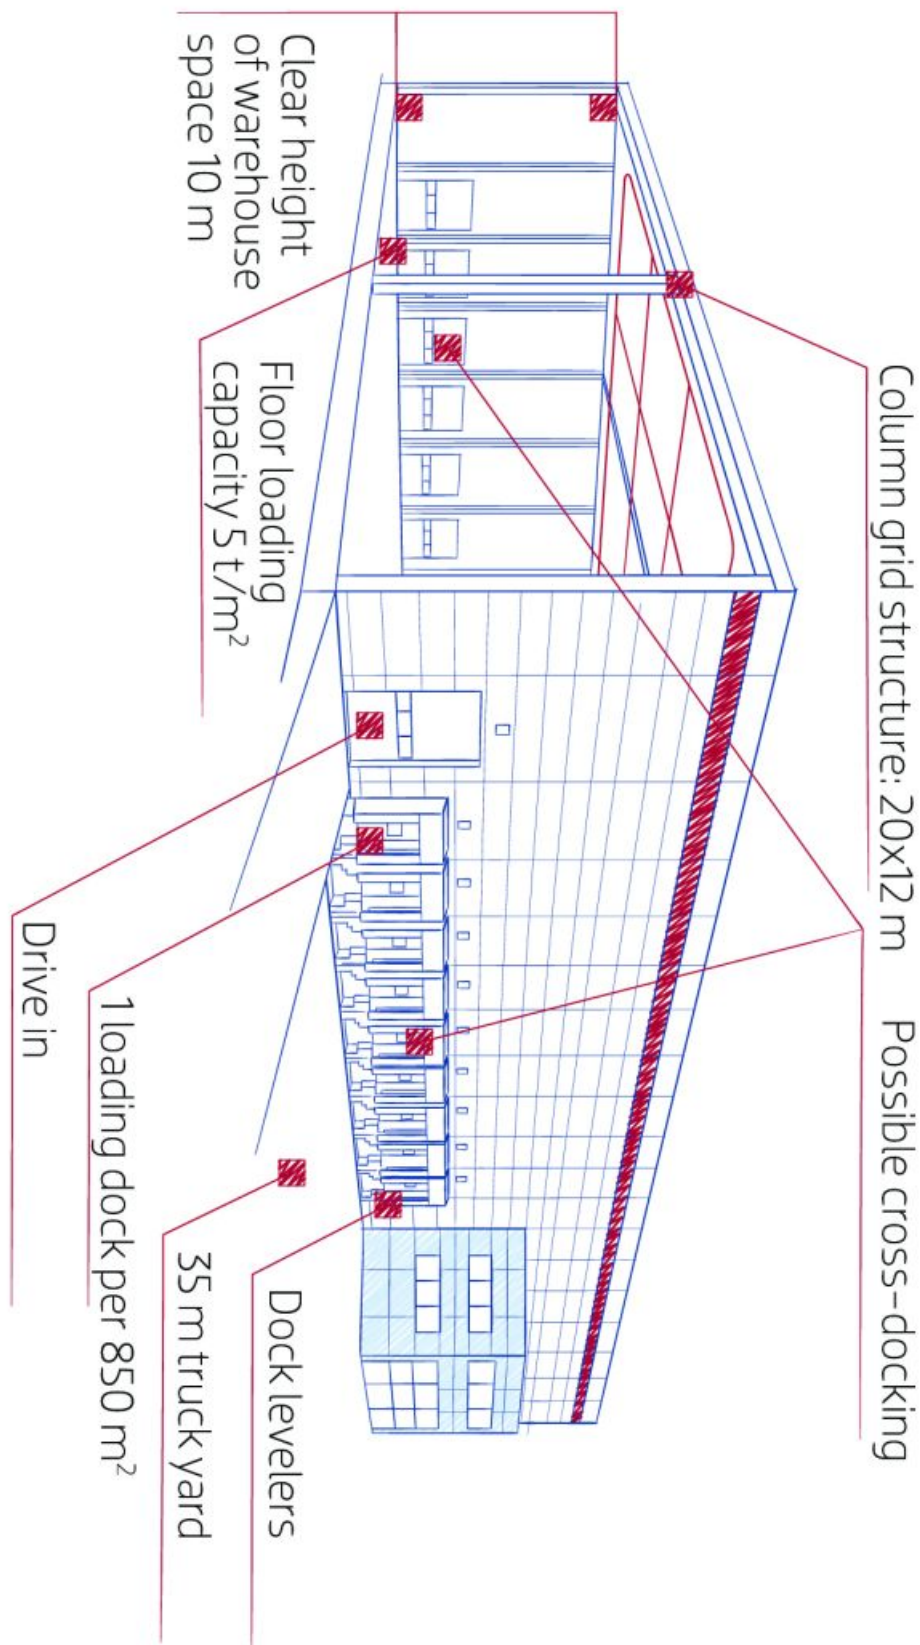 Column grid structure: 20x12 m
Possible cross-docking
Clear height
of warehouse
space 10 m
Floor loading
capacity 5 t/m²
Dock levelers
35 m truck yard
1 loading dock per 850 m²
Drive in